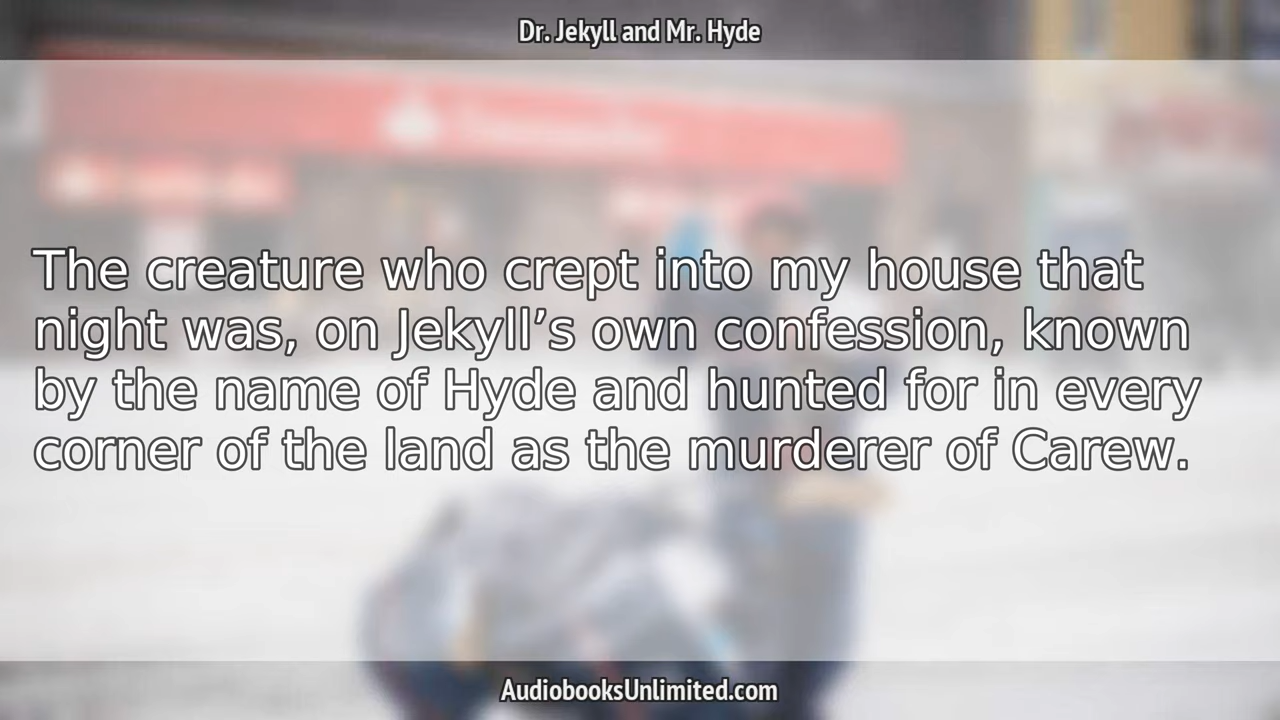 Dr. Jekyll and Mr. Hyde
The creature who crept into my house that
night was, on Jekyll’s own confession, known
by the name of Hyde and hunted for in every
corner of the land as the murderer of Carew.
AudiobooksUnlimited.com